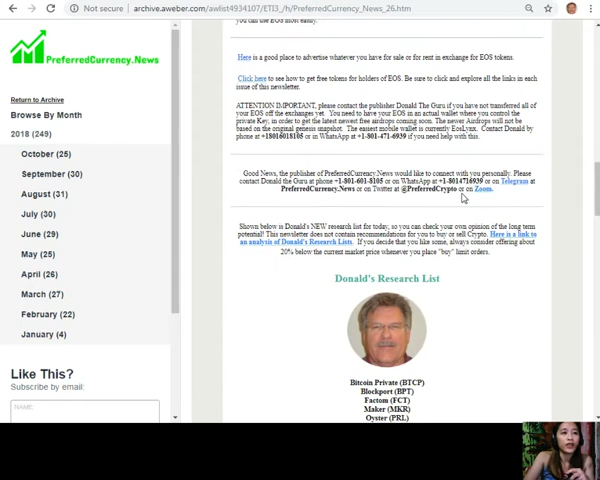 Not secure | archive.aweber.com/awlist4934107/ETI3_/h/PreferredCurrency_News_26.htm
PreferredCurrency.News
Return to Archive
Browse By Month
2018 (249)
October (25)
September (30)
August (31)
July (30)
June (29)
May (25)
April (26)
March (27)
February (22)
January (4)
Like This?
Subscribe by email:
NAME:
you can use EOS most easily.
Here is a good place to advertise whatever you have for sale or for rent in exchange for EOS tokens.
Click here to see how to get free tokens for holders of EOS. Be sure to click and explore all the links in each
issue of this newsletter.
ATTENTION IMPORTANT, please contact the publisher Donald The Guru if you have not transferred all of
your EOS off the exchanges yet. You need to have your EOS in an actual wallet where you control the
private Key, in order to get the latest newest free airdrops coming soon. The newer Airdrops will not be
based on the original genesis snapshot. The easiest mobile wallet is currently EosLynx. Contact Donald by
phone at +18016018105 or in WhatsApp at +1-801-471-6939 if you need help with this.
Good News, the publisher of PreferredCurrency.News would like to connect with you personally. Please
contact Donald the Guru at phone +1-801-601-8105 or on WhatsApp at +1-8014716939 or on Telegram at
PreferredCurrency.News or on Twitter at @PreferredCrypto or on Zoom.
Shown below is Donald's NEW research list for today, so you can check your own opinion of the long term
potential! This newsletter does not contain recommendations for you to buy or sell Crypto. Here is a link to
an analysis of Donald's Research Lists. If you decide that you like some, always consider offering about
20% below the current market price whenever you place "buy" limit orders.
Donald's Research List
Bitcoin Private (BTCP)
Blockport (BPT)
Factom (FCT)
Maker (MKR)
Oyster (PRL)